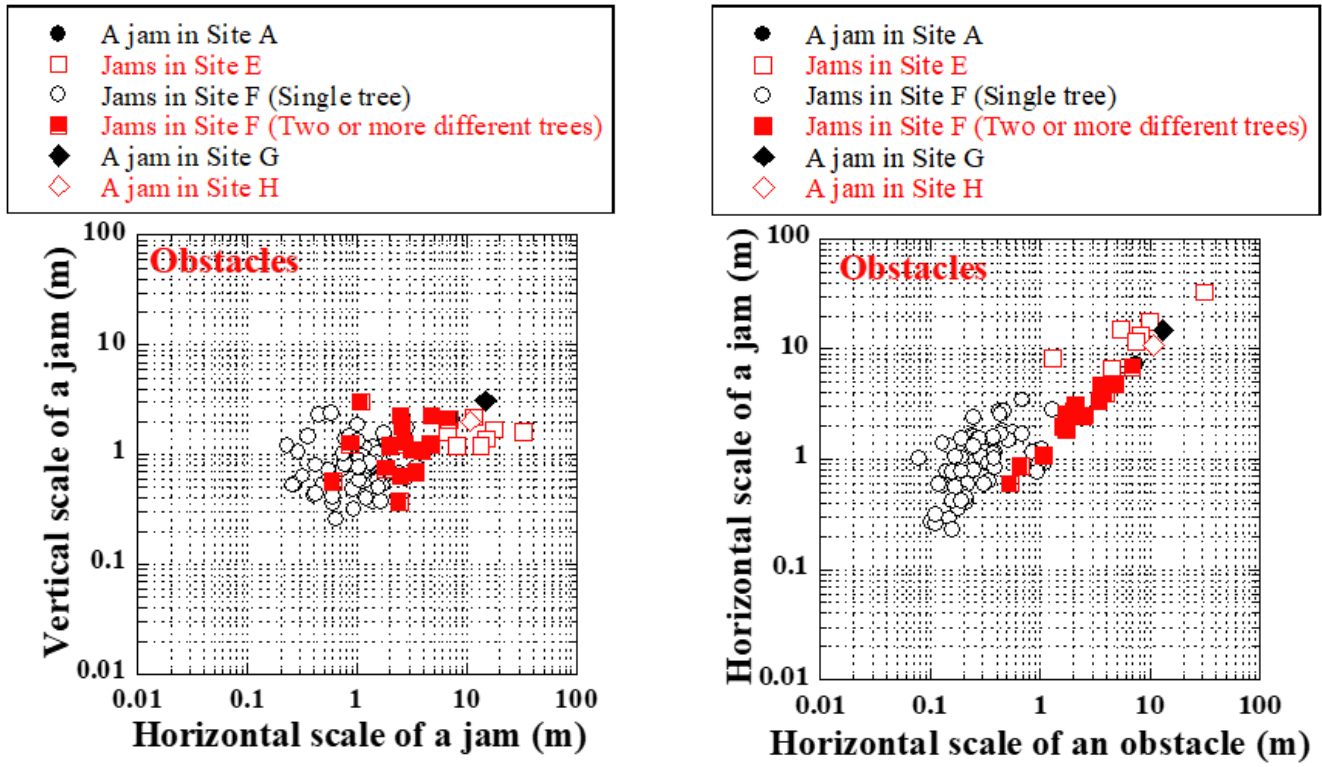 A jam in Site A
Jams in Site E
Jams in Site F (Single tree)
Jams in Site F (Two or more different trees)
A jam in Site G
A jam in Site H
Obstacles
Vertical scale of a jam (m)
100
10
1
0.1
0.01
0.01
0.1
1
10
100
Horizontal scale of a jam (m)
A jam in Site A
Jams in Site E
Jams in Site F (Single tree)
Jams in Site F (Two or more different trees)
A jam in Site G
A jam in Site H
Obstacles
Horizontal scale of a jam (m)
100
10
1
0.1
0.01
0.01
0.1
1
10
100
Horizontal scale of an obstacle (m)